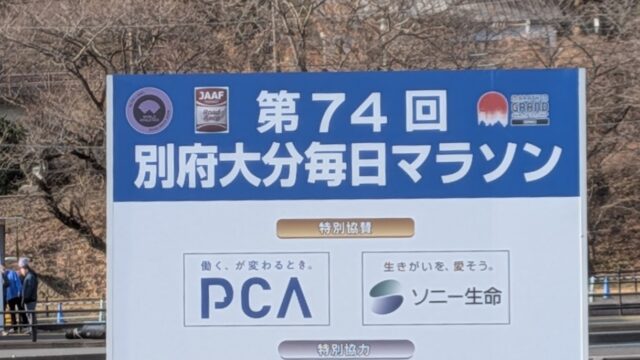 JAAF
第74回
別府大分毎日マラソン
特別協賛
働く、が変わるとき。
PCA
生きがいを、愛そう。
ソニー生命
特別協力